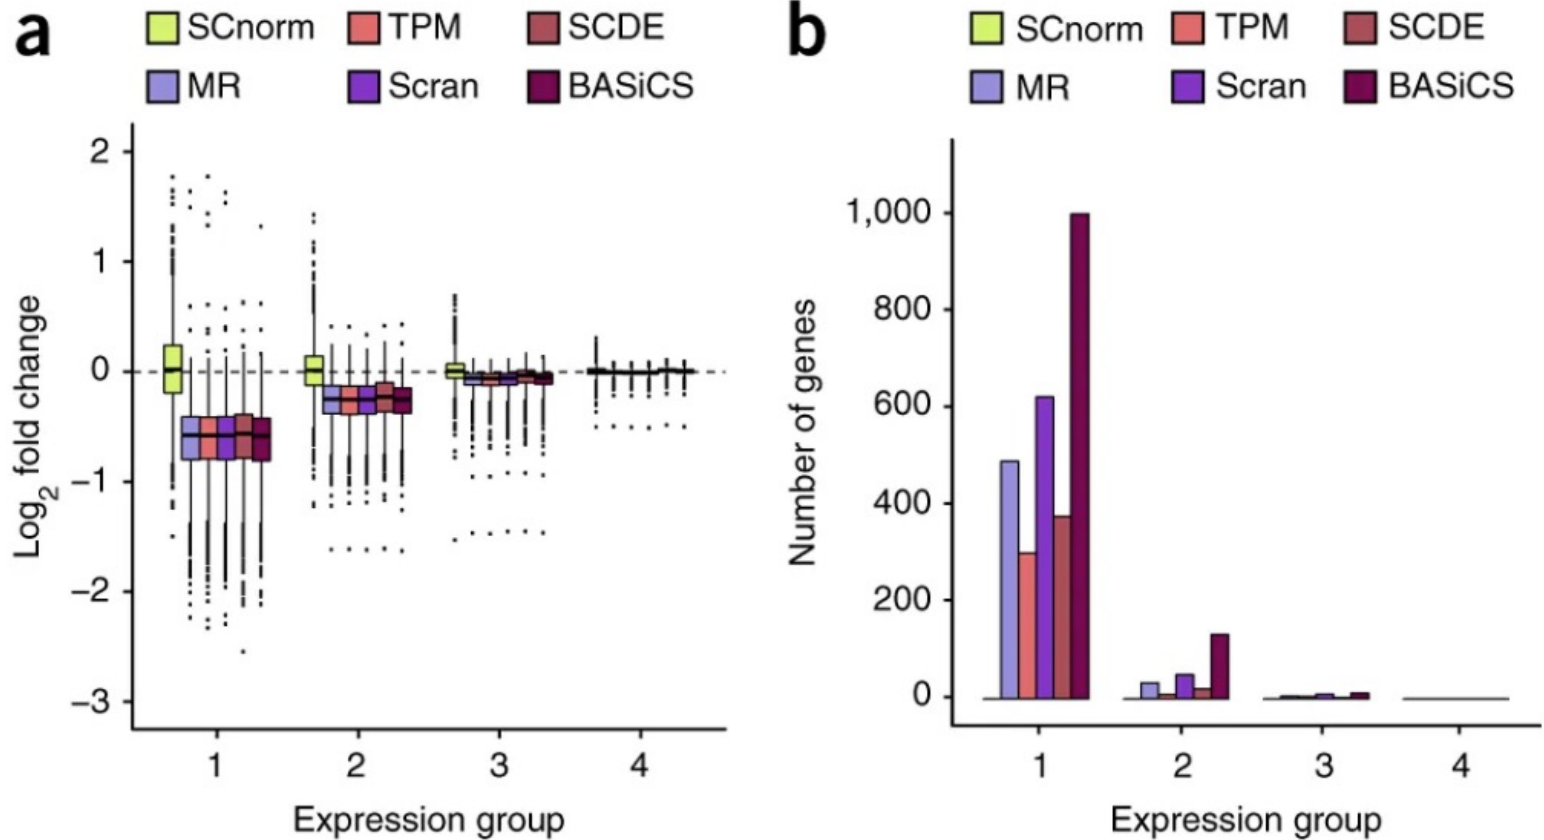 a
SCnorm TPM SCDE
MR Scran BASiCS
Log2 fold change
2
1
0
−1
−2
−3
1 2 3 4
Expression group
b
SCnorm TPM SCDE
MR Scran BASiCS
Number of genes
1,000
800
600
400
200
0
1 2 3 4
Expression group